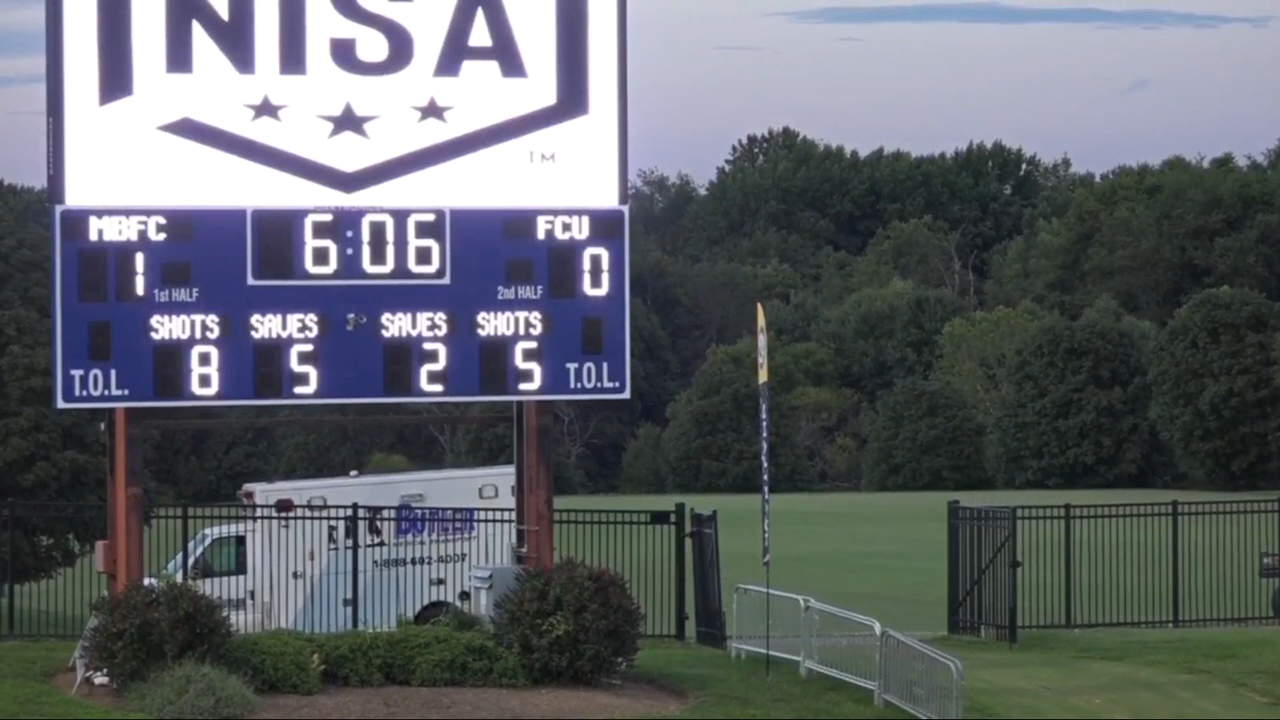 NISA
TM
MBFC 6:06 FCU
1 0
1st HALF 2nd HALF
SHOTS SAVES SAVES SHOTS
8 5 2 5
T.O.L. T.O.L.
BUTLER
1-888-602-4007